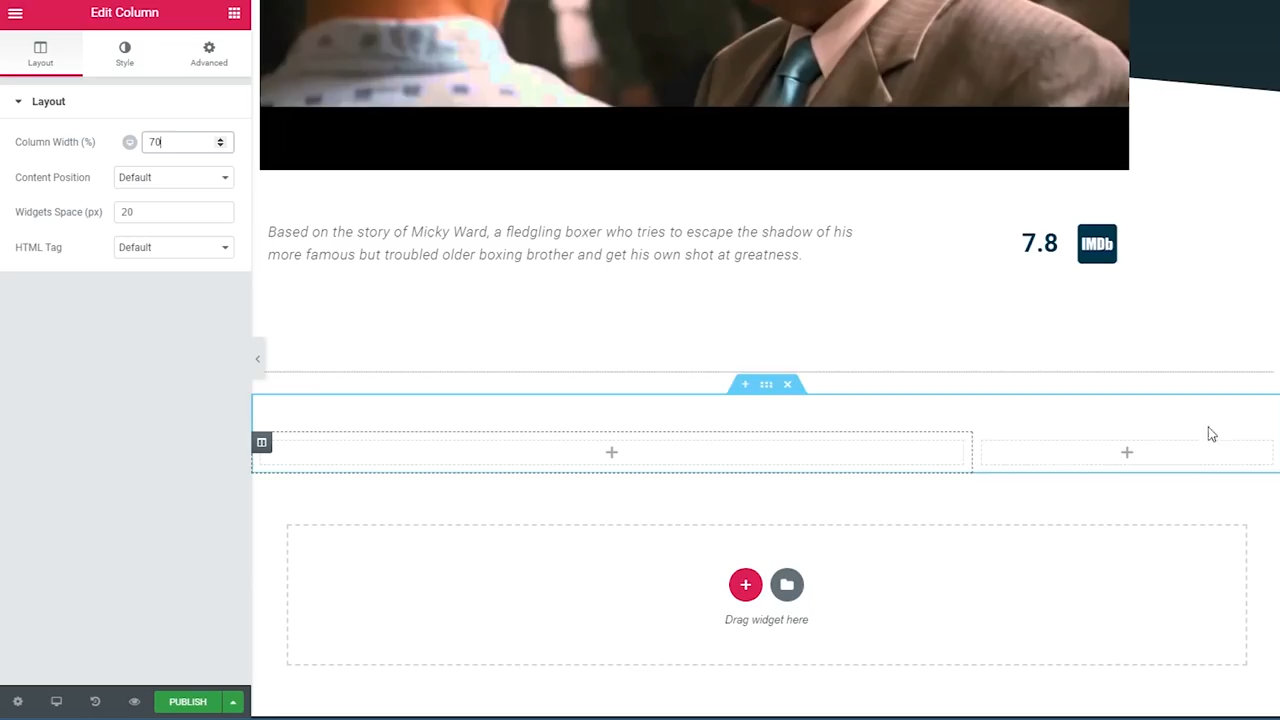 Edit Column
Layout
Style
Advanced
Layout
Column Width (%)
70
Content Position
Default
Widgets Space (px)
20
HTML Tag
Default
PUBLISH
Based on the story of Micky Ward, a fledgling boxer who tries to escape the shadow of his
more famous but troubled older boxing brother and get his own shot at greatness.
7.8
IMDb
Drag widget here